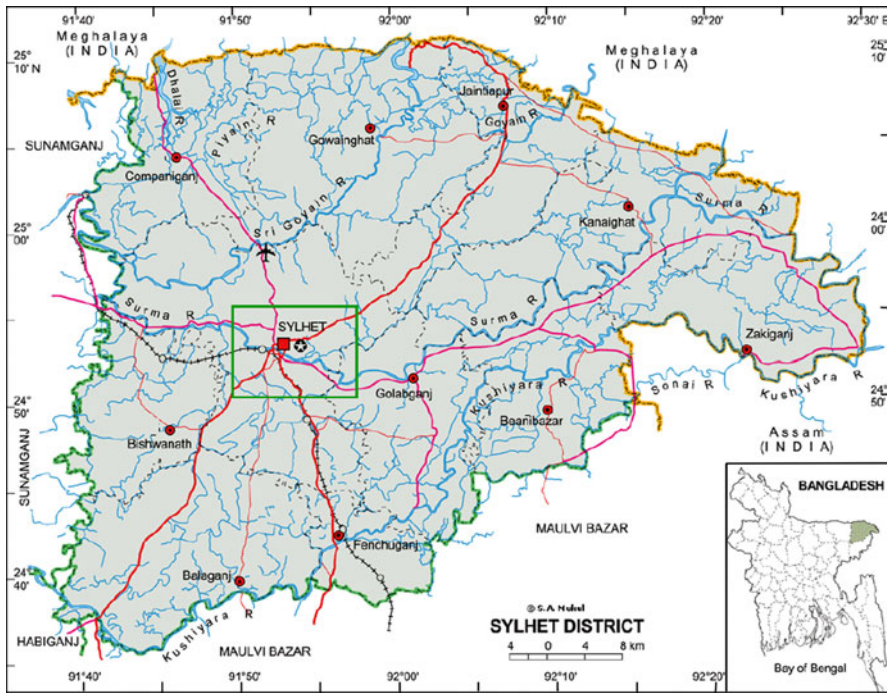 91°40'
91°50'
92°00'
92°10'
92°20'
92°30' E
25°
10' N
Meghalaya
(INDIA)
Meghalaya
(INDIA)
25°
10'
Dhalai R
Piyain R
Jaintiapur
Goyain R
Gowainghat
SUNAMGANJ
Companiganj
Sri Goyain R
Kanaighat
Surma R
25°
00'
24°
00'
Surma R
SYLHET
Surma R
Zakiganj
Golabganj
Kushiyara R
Sonai R
Kushiyara R
24°
50'
24°
50'
Beanibazar
Bishwanath
SUNAMGANJ
Assam
(INDIA)
BANGLADESH
MAULVI BAZAR
Fenchuganj
24°
40'
Balaganj
Kushiyara R
HABIGANJ
MAULVI BAZAR
© S.A. Mukul
SYLHET DISTRICT
4 0 4 8 km
Bay of Bengal
91°40'
91°50'
92°00'
92°10'
92°20'